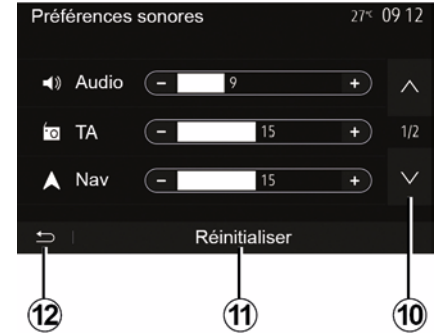 Préférences sonores 27°C 09 12
Audio - 9 +
TA - 15 + 1/2
Nav - 15 +
Réinitialiser
12 11 10